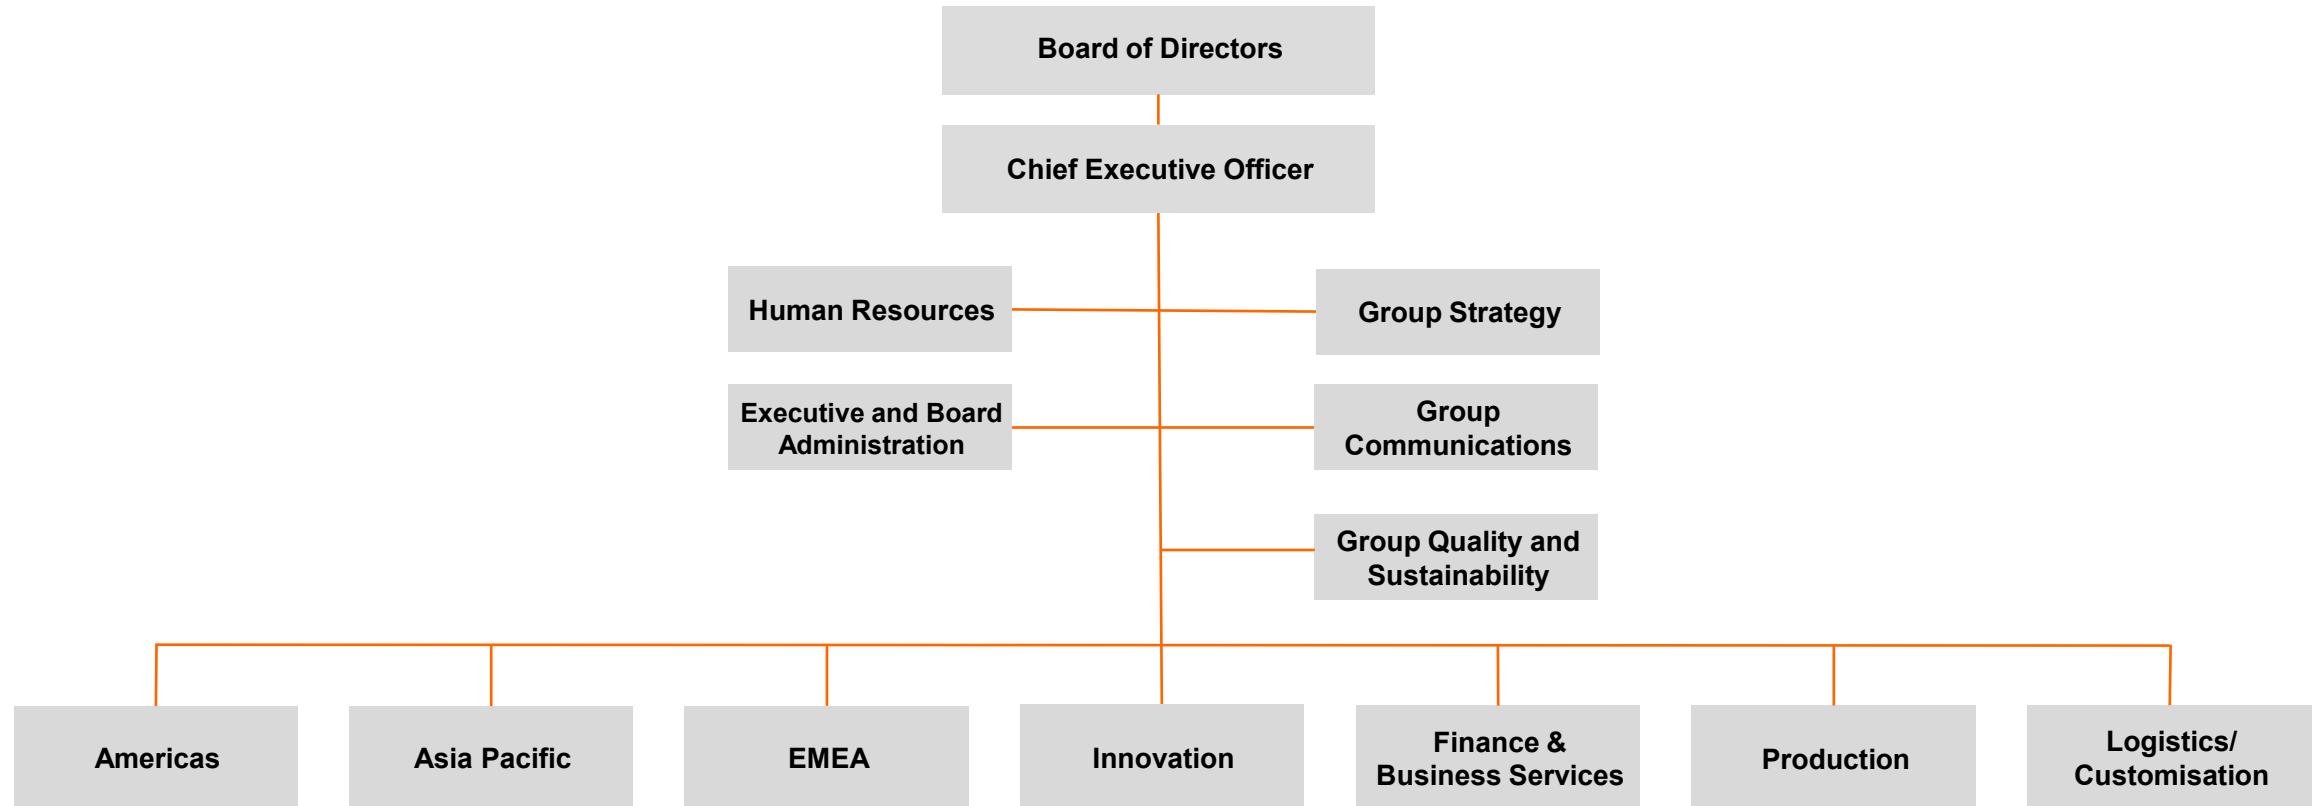 Board of Directors
Chief Executive Officer
Human Resources
Group Strategy
Executive and Board
Administration
Group
Communications
Group Quality and
Sustainability
Americas
Asia Pacific
EMEA
Innovation
Finance &
Business Services
Production
Logistics/
Customisation